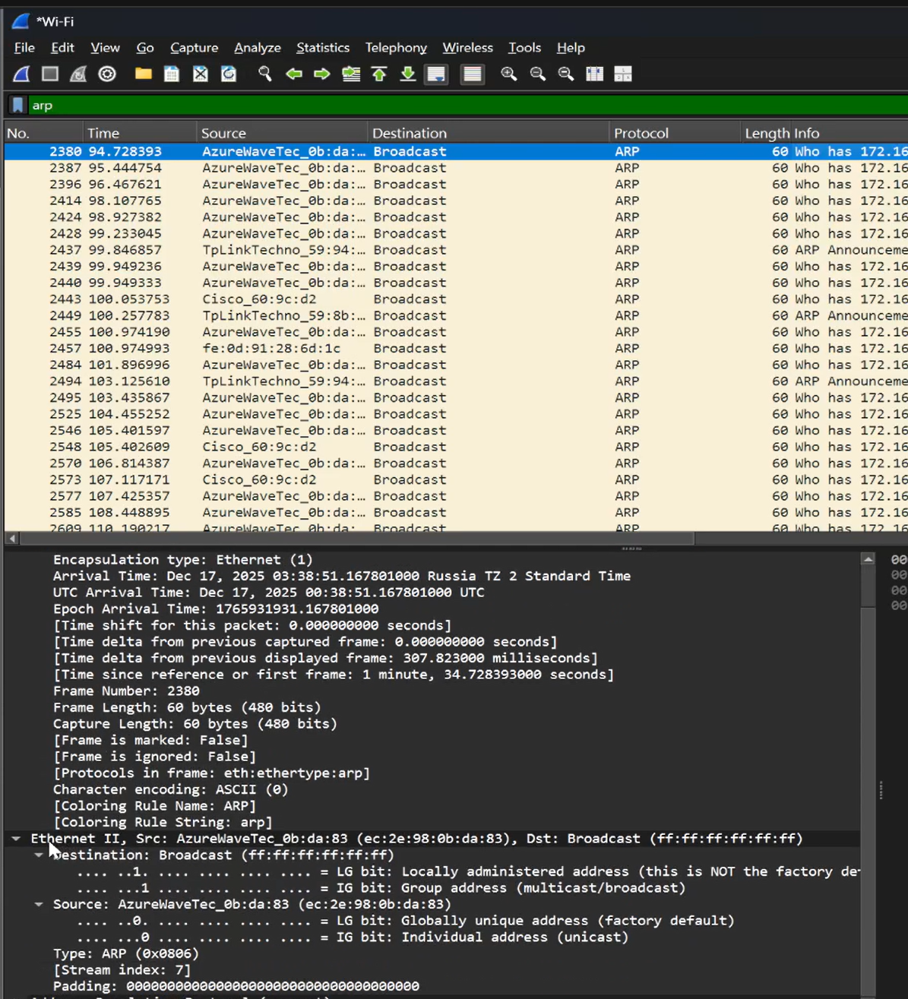 *Wi-Fi
File Edit View Go Capture Analyze Statistics Telephony Wireless Tools Help
arp
No. Time Source Destination Protocol Length Info
2380 94.728393 AzureWaveTec_0b:da:… Broadcast ARP 60 Who has 172.16
2387 95.444754 AzureWaveTec_0b:da:… Broadcast ARP 60 Who has 172.16
2396 96.467621 AzureWaveTec_0b:da:… Broadcast ARP 60 Who has 172.16
2414 98.107765 AzureWaveTec_0b:da:… Broadcast ARP 60 Who has 172.16
2424 98.927382 AzureWaveTec_0b:da:… Broadcast ARP 60 Who has 172.16
2428 99.233045 AzureWaveTec_0b:da:… Broadcast ARP 60 Who has 172.16
2437 99.846857 TpLinkTechno_59:94:… Broadcast ARP 60 ARP Announceme
2439 99.949236 AzureWaveTec_0b:da:… Broadcast ARP 60 Who has 172.16
2440 99.949333 AzureWaveTec_0b:da:… Broadcast ARP 60 Who has 172.16
2443 100.053753 Cisco_60:9c:d2 Broadcast ARP 60 Who has 172.16
2449 100.257783 TpLinkTechno_59:8b:… Broadcast ARP 60 ARP Announceme
2455 100.974190 AzureWaveTec_0b:da:… Broadcast ARP 60 Who has 172.16
2457 100.974993 fe:0d:91:28:6d:1c Broadcast ARP 60 Who has 172.16
2484 101.896996 AzureWaveTec_0b:da:… Broadcast ARP 60 Who has 172.16
2494 103.125610 TpLinkTechno_59:94:… Broadcast ARP 60 ARP Announceme
2495 103.435867 AzureWaveTec_0b:da:… Broadcast ARP 60 Who has 172.16
2525 104.455252 AzureWaveTec_0b:da:… Broadcast ARP 60 Who has 172.16
2546 105.401597 AzureWaveTec_0b:da:… Broadcast ARP 60 Who has 172.16
2548 105.402609 Cisco_60:9c:d2 Broadcast ARP 60 Who has 172.16
2570 106.814387 AzureWaveTec_0b:da:… Broadcast ARP 60 Who has 172.16
2573 107.117171 Cisco_60:9c:d2 Broadcast ARP 60 Who has 172.16
2577 107.425357 AzureWaveTec_0b:da:… Broadcast ARP 60 Who has 172.16
2585 108.448895 AzureWaveTec_0b:da:… Broadcast ARP 60 Who has 172.16
2609 110.190217 AzureWaveTec_0b:da: Broadcast ARP 60 Who has 172.16
Encapsulation type: Ethernet (1)
Arrival Time: Dec 17, 2025 03:38:51.167801000 Russia TZ 2 Standard Time
UTC Arrival Time: Dec 17, 2025 00:38:51.167801000 UTC
Epoch Arrival Time: 1765931931.167801000
[Time shift for this packet: 0.000000000 seconds]
[Time delta from previous captured frame: 0.000000000 seconds]
[Time delta from previous displayed frame: 307.823000 milliseconds]
[Time since reference or first frame: 1 minute, 34.728393000 seconds]
Frame Number: 2380
Frame Length: 60 bytes (480 bits)
Capture Length: 60 bytes (480 bits)
[Frame is marked: False]
[Frame is ignored: False]
[Protocols in frame: eth:ethertype:arp]
Character encoding: ASCII (0)
[Coloring Rule Name: ARP]
[Coloring Rule String: arp]
Ethernet II, Src: AzureWaveTec_0b:da:83 (ec:2e:98:0b:da:83), Dst: Broadcast (ff:ff:ff:ff:ff:ff)
Destination: Broadcast (ff:ff:ff:ff:ff:ff)
.... ..1. .... .... .... .... = LG bit: Locally administered address (this is NOT the factory de
.... ...1 .... .... .... .... = IG bit: Group address (multicast/broadcast)
Source: AzureWaveTec_0b:da:83 (ec:2e:98:0b:da:83)
.... ..0. .... .... .... .... = LG bit: Globally unique address (factory default)
.... ...0 .... .... .... .... = IG bit: Individual address (unicast)
Type: ARP (0x0806)
[Stream index: 7]
Padding: 000000000000000000000000000000000000
00
00
00
00